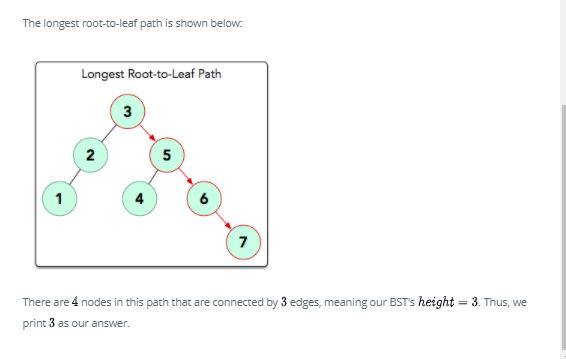 The longest root-to-leaf path is shown below:
Longest Root-to-Leaf Path
3
2 5
1 4 6
7
There are 4 nodes in this path that are connected by 3 edges, meaning our BST's height = 3. Thus, we
print 3 as our answer.